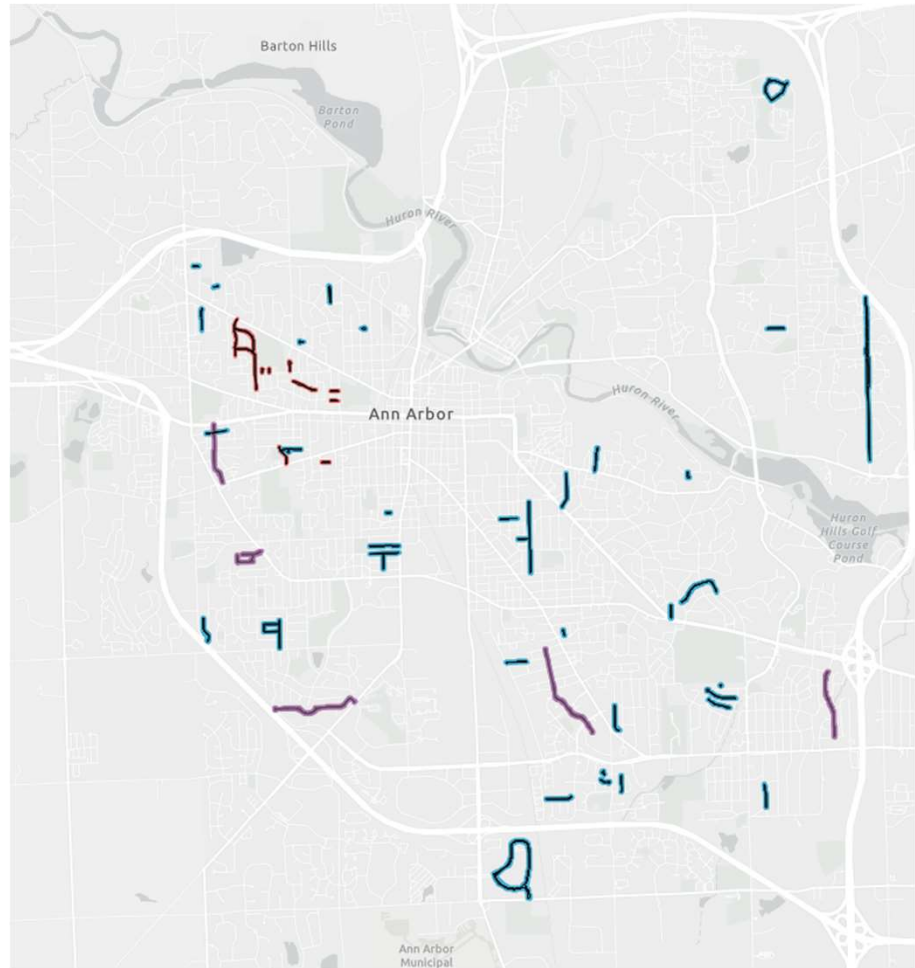 Barton Hills
Barton
Pond
Huron River
Huron River
Ann Arbor
Huron
Hills Golf
Course
Pond
Ann Arbor
Municipal